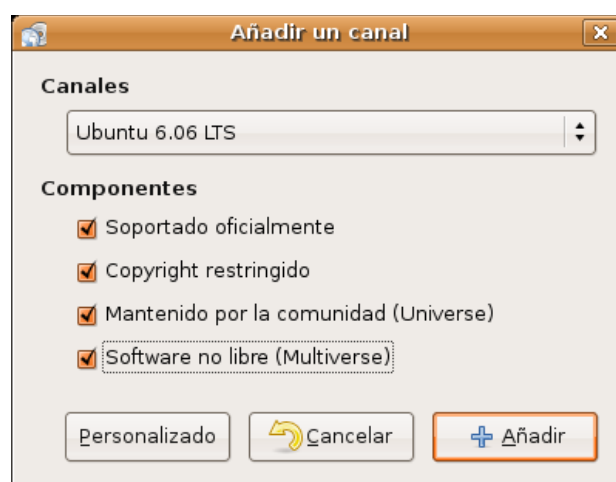 Añadir un canal
Canales
Ubuntu 6.06 LTS
Componentes
Soportado oficialmente
Copyright restringido
Mantenido por la comunidad (Universe)
Software no libre (Multiverse)
Personalizado Cancelar Añadir